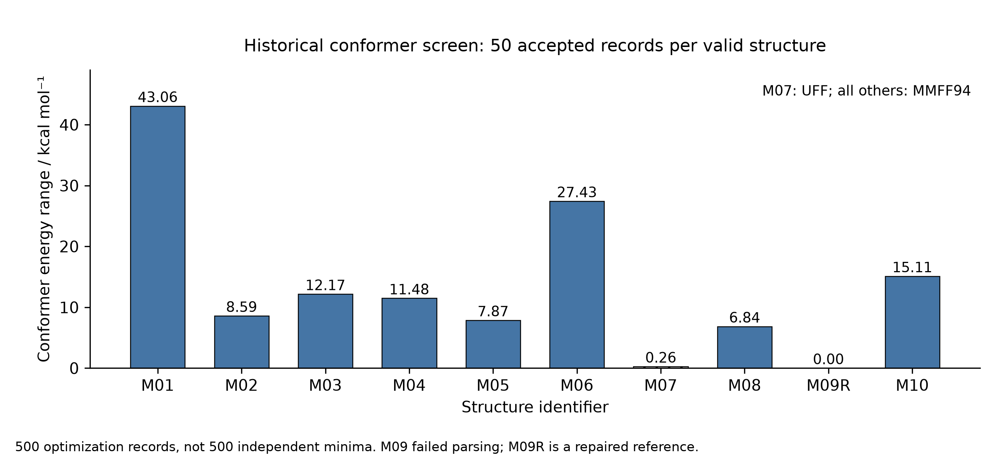 Historical conformer screen: 50 accepted records per valid structure
M07: UFF; all others: MMFF94
Conformer energy range / kcal mol⁻¹
40
30
20
10
0
43.06
8.59
12.17
11.48
7.87
27.43
0.26
6.84
0.00
15.11
M01 M02 M03 M04 M05 M06 M07 M08 M09R M10
Structure identifier
500 optimization records, not 500 independent minima. M09 failed parsing; M09R is a repaired reference.